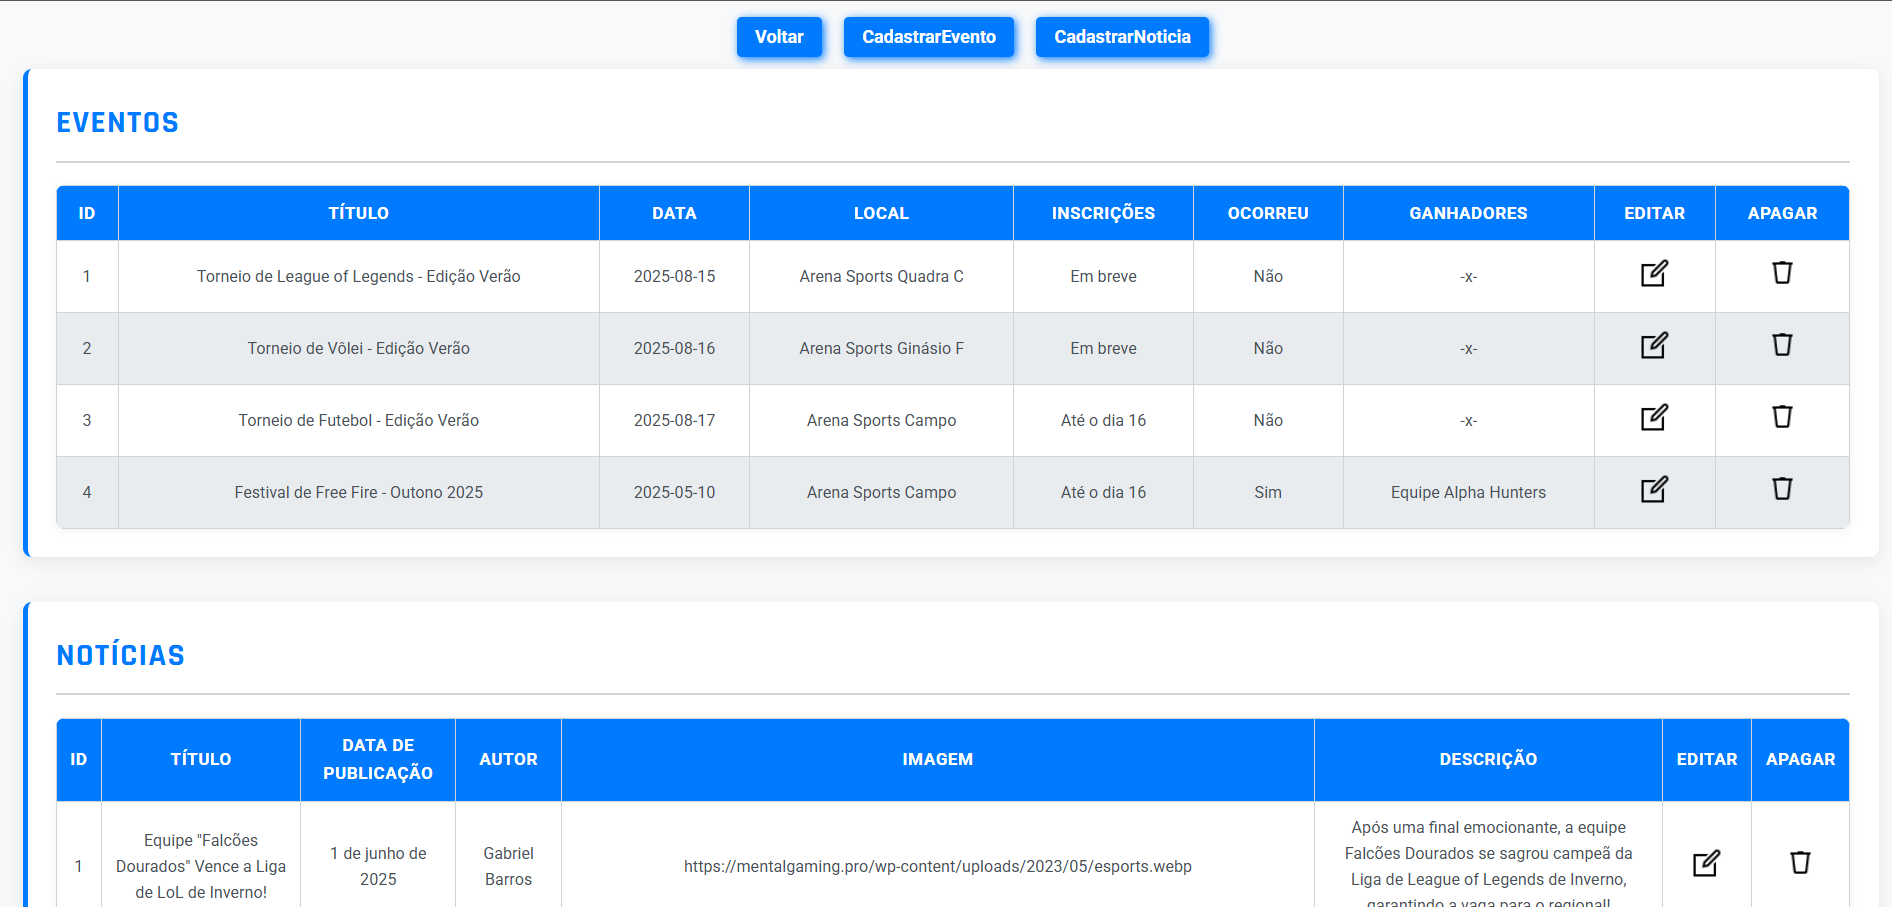 Voltar CadastrarEvento CadastrarNoticia
EVENTOS
ID TÍTULO DATA LOCAL INSCRIÇÕES OCORREU GANHADORES EDITAR APAGAR
1 Torneio de League of Legends - Edição Verão 2025-08-15 Arena Sports Quadra C Em breve Não -x-
2 Torneio de Vôlei - Edição Verão 2025-08-16 Arena Sports Ginásio F Em breve Não -x-
3 Torneio de Futebol - Edição Verão 2025-08-17 Arena Sports Campo Até o dia 16 Não -x-
4 Festival de Free Fire - Outono 2025 2025-05-10 Arena Sports Campo Até o dia 16 Sim Equipe Alpha Hunters
NOTÍCIAS
ID
TÍTULO
DATA DE
PUBLICAÇÃO
AUTOR
IMAGEM
DESCRIÇÃO
EDITAR
APAGAR
1
Equipe "Falcões
Dourados" Vence a Liga
de LoL de Inverno!
1 de junho de
2025
Gabriel
Barros
https://mentalgaming.pro/wp-content/uploads/2023/05/esports.webp
Após uma final emocionante, a equipe
Falcões Dourados se sagrou campeã da
Liga de League of Legends de Inverno,
garantindo a vaga para o regional!